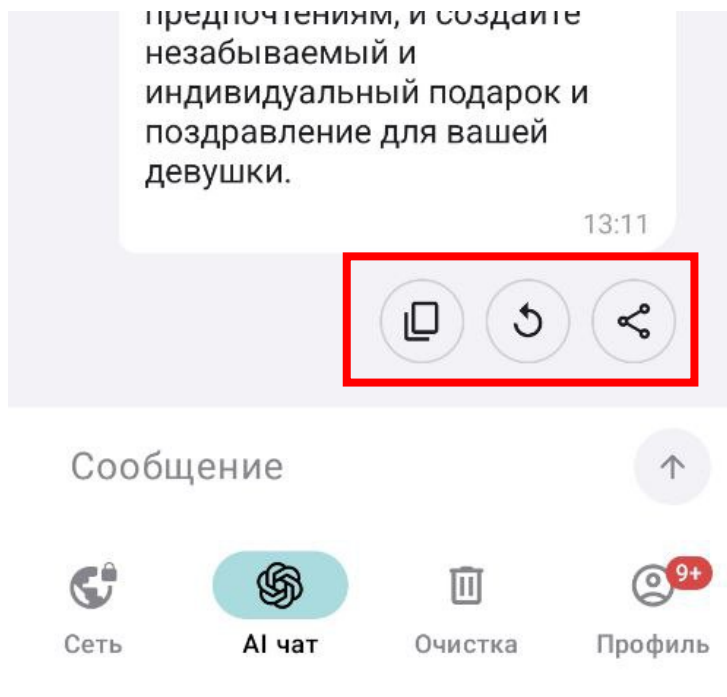 предпочтениям, и создайте
незабываемый и
индивидуальный подарок и
поздравление для вашей
девушки.
13:11
Сообщение
9+
Сеть
AI чат
Очистка
Профиль